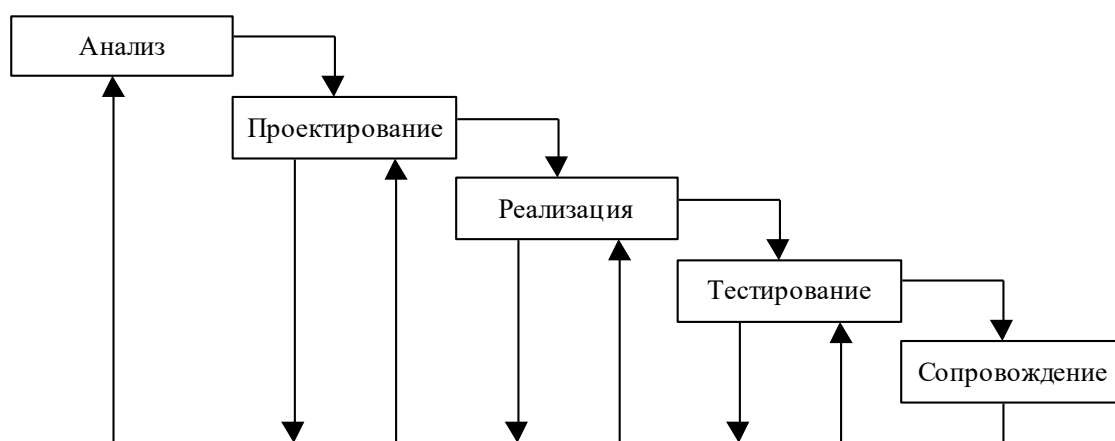 Анализ
Проектирование
Реализация
Тестирование
Сопровождение